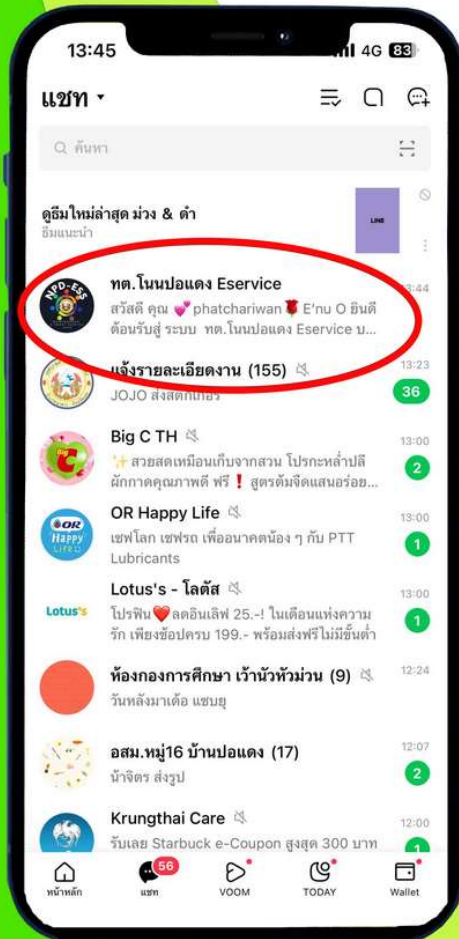 13:45
4G 83
แชท
ค้นหา
ดูธีมใหม่ล่าสุด ม่วง & ดำ
ธีมแนะนำ
LINE
NPD-ESS
ทต.โนนปอแดง Eservice
13:44
สวัสดี คุณ 💕 phatchariwan🌹 E'nu O ยินดี
ต้อนรับสู่ ระบบ ทต.โนนปอแดง Eservice บ...
แจ้งรายละเอียดงาน (155)
13:23
JOJO ส่งสติกเกอร์
36
Big C TH
13:00
✨ สวยสดเหมือนเก็บจากสวน โปรกะหล่ำปลี
ผักกาดคุณภาพดี ฟรี❗ สูตรต้มจืดแสนอร่อย...
2
OR Happy Life
13:00
เชฟโลก เซฟรถ เพื่ออนาคตน้อง ๆ กับ PTT
Lubricants
1
Lotus's - โลตัส
13:00
โปรฟิน❤️ลดอินเลิฟ 25.-! ในเดือนแห่งความ
รัก เพียงช้อปครบ 199.- พร้อมส่งฟรีไม่มีขั้นต่ำ
1
ห้องกองการศึกษา เว้านัวหัวม่วน (9)
12:24
วันหลังมาเด้อ แซบยุ
อสม.หมู่16 บ้านปอแดง (17)
12:07
น้าจิตร ส่งรูป
2
Krungthai Care
12:00
รับเลย Starbuck e-Coupon สูงสุด 300 บาท
1
56
หน้าหลัก
แชท
VOOM
TODAY
Wallet